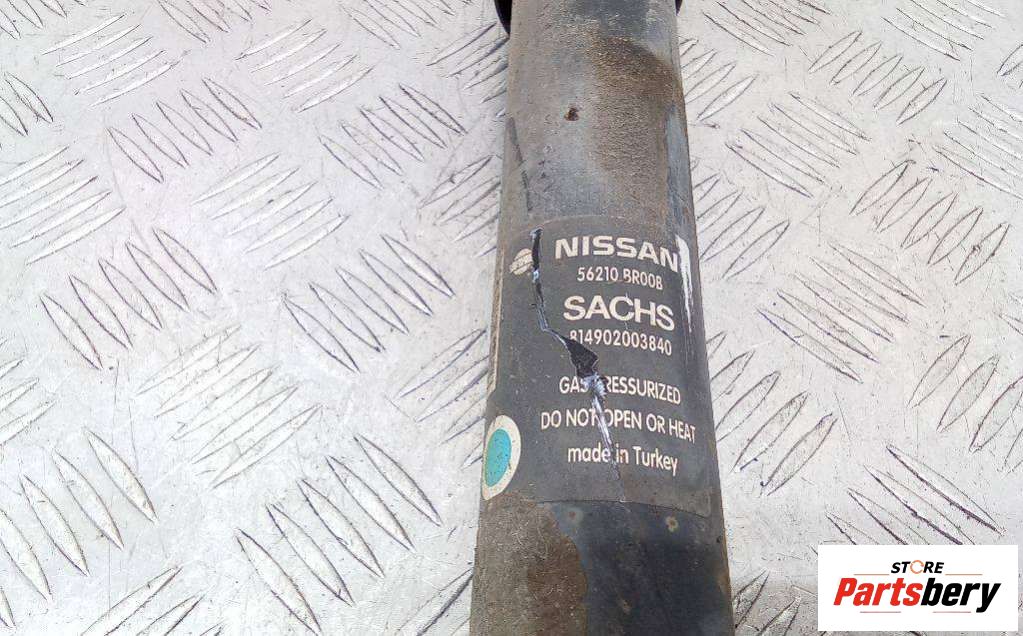 NISSAN
56210 BR00B
SACHS
814902003840
GAS PRESSURIZED
DO NOT OPEN OR HEAT
made in Turkey
STORE
Partsbery